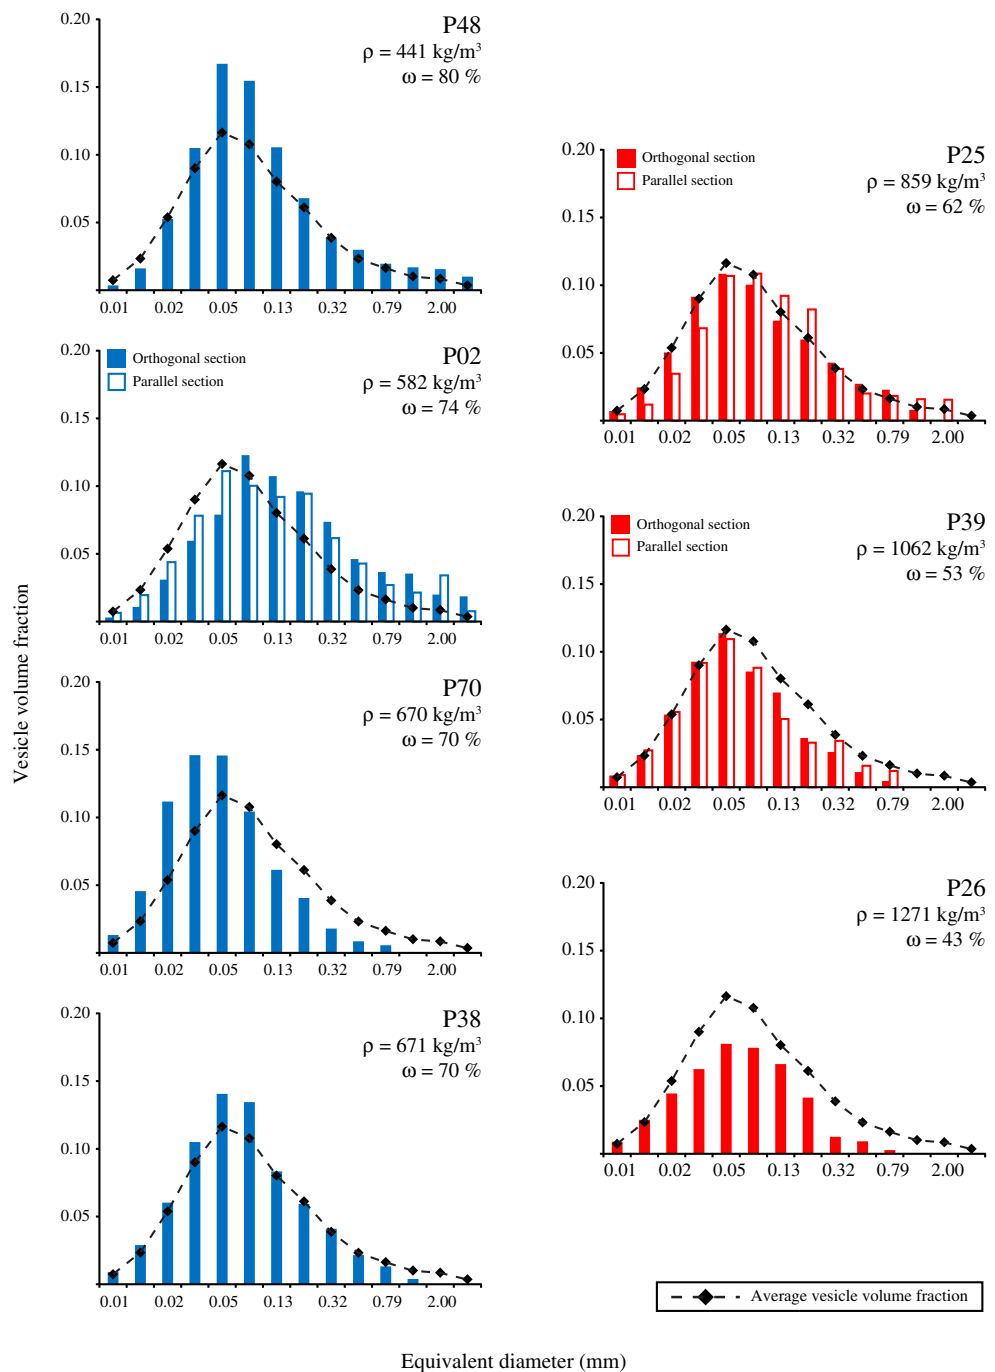 Vesicle volume fraction
P48
ρ = 441 kg/m³
ω = 80 %
0.20
0.15
0.10
0.05
0.01 0.02 0.05 0.13 0.32 0.79 2.00
P02
ρ = 582 kg/m³
ω = 74 %
Orthogonal section
Parallel section
0.20
0.15
0.10
0.05
0.01 0.02 0.05 0.13 0.32 0.79 2.00
P70
ρ = 670 kg/m³
ω = 70 %
0.20
0.15
0.10
0.05
0.01 0.02 0.05 0.13 0.32 0.79 2.00
P38
ρ = 671 kg/m³
ω = 70 %
0.20
0.15
0.10
0.05
0.01 0.02 0.05 0.13 0.32 0.79 2.00
P25
ρ = 859 kg/m³
ω = 62 %
Orthogonal section
Parallel section
0.20
0.15
0.10
0.05
0.01 0.02 0.05 0.13 0.32 0.79 2.00
P39
ρ = 1062 kg/m³
ω = 53 %
Orthogonal section
Parallel section
0.20
0.15
0.10
0.05
0.01 0.02 0.05 0.13 0.32 0.79 2.00
P26
ρ = 1271 kg/m³
ω = 43 %
0.20
0.15
0.10
0.05
0.01 0.02 0.05 0.13 0.32 0.79 2.00
Average vesicle volume fraction
Equivalent diameter (mm)